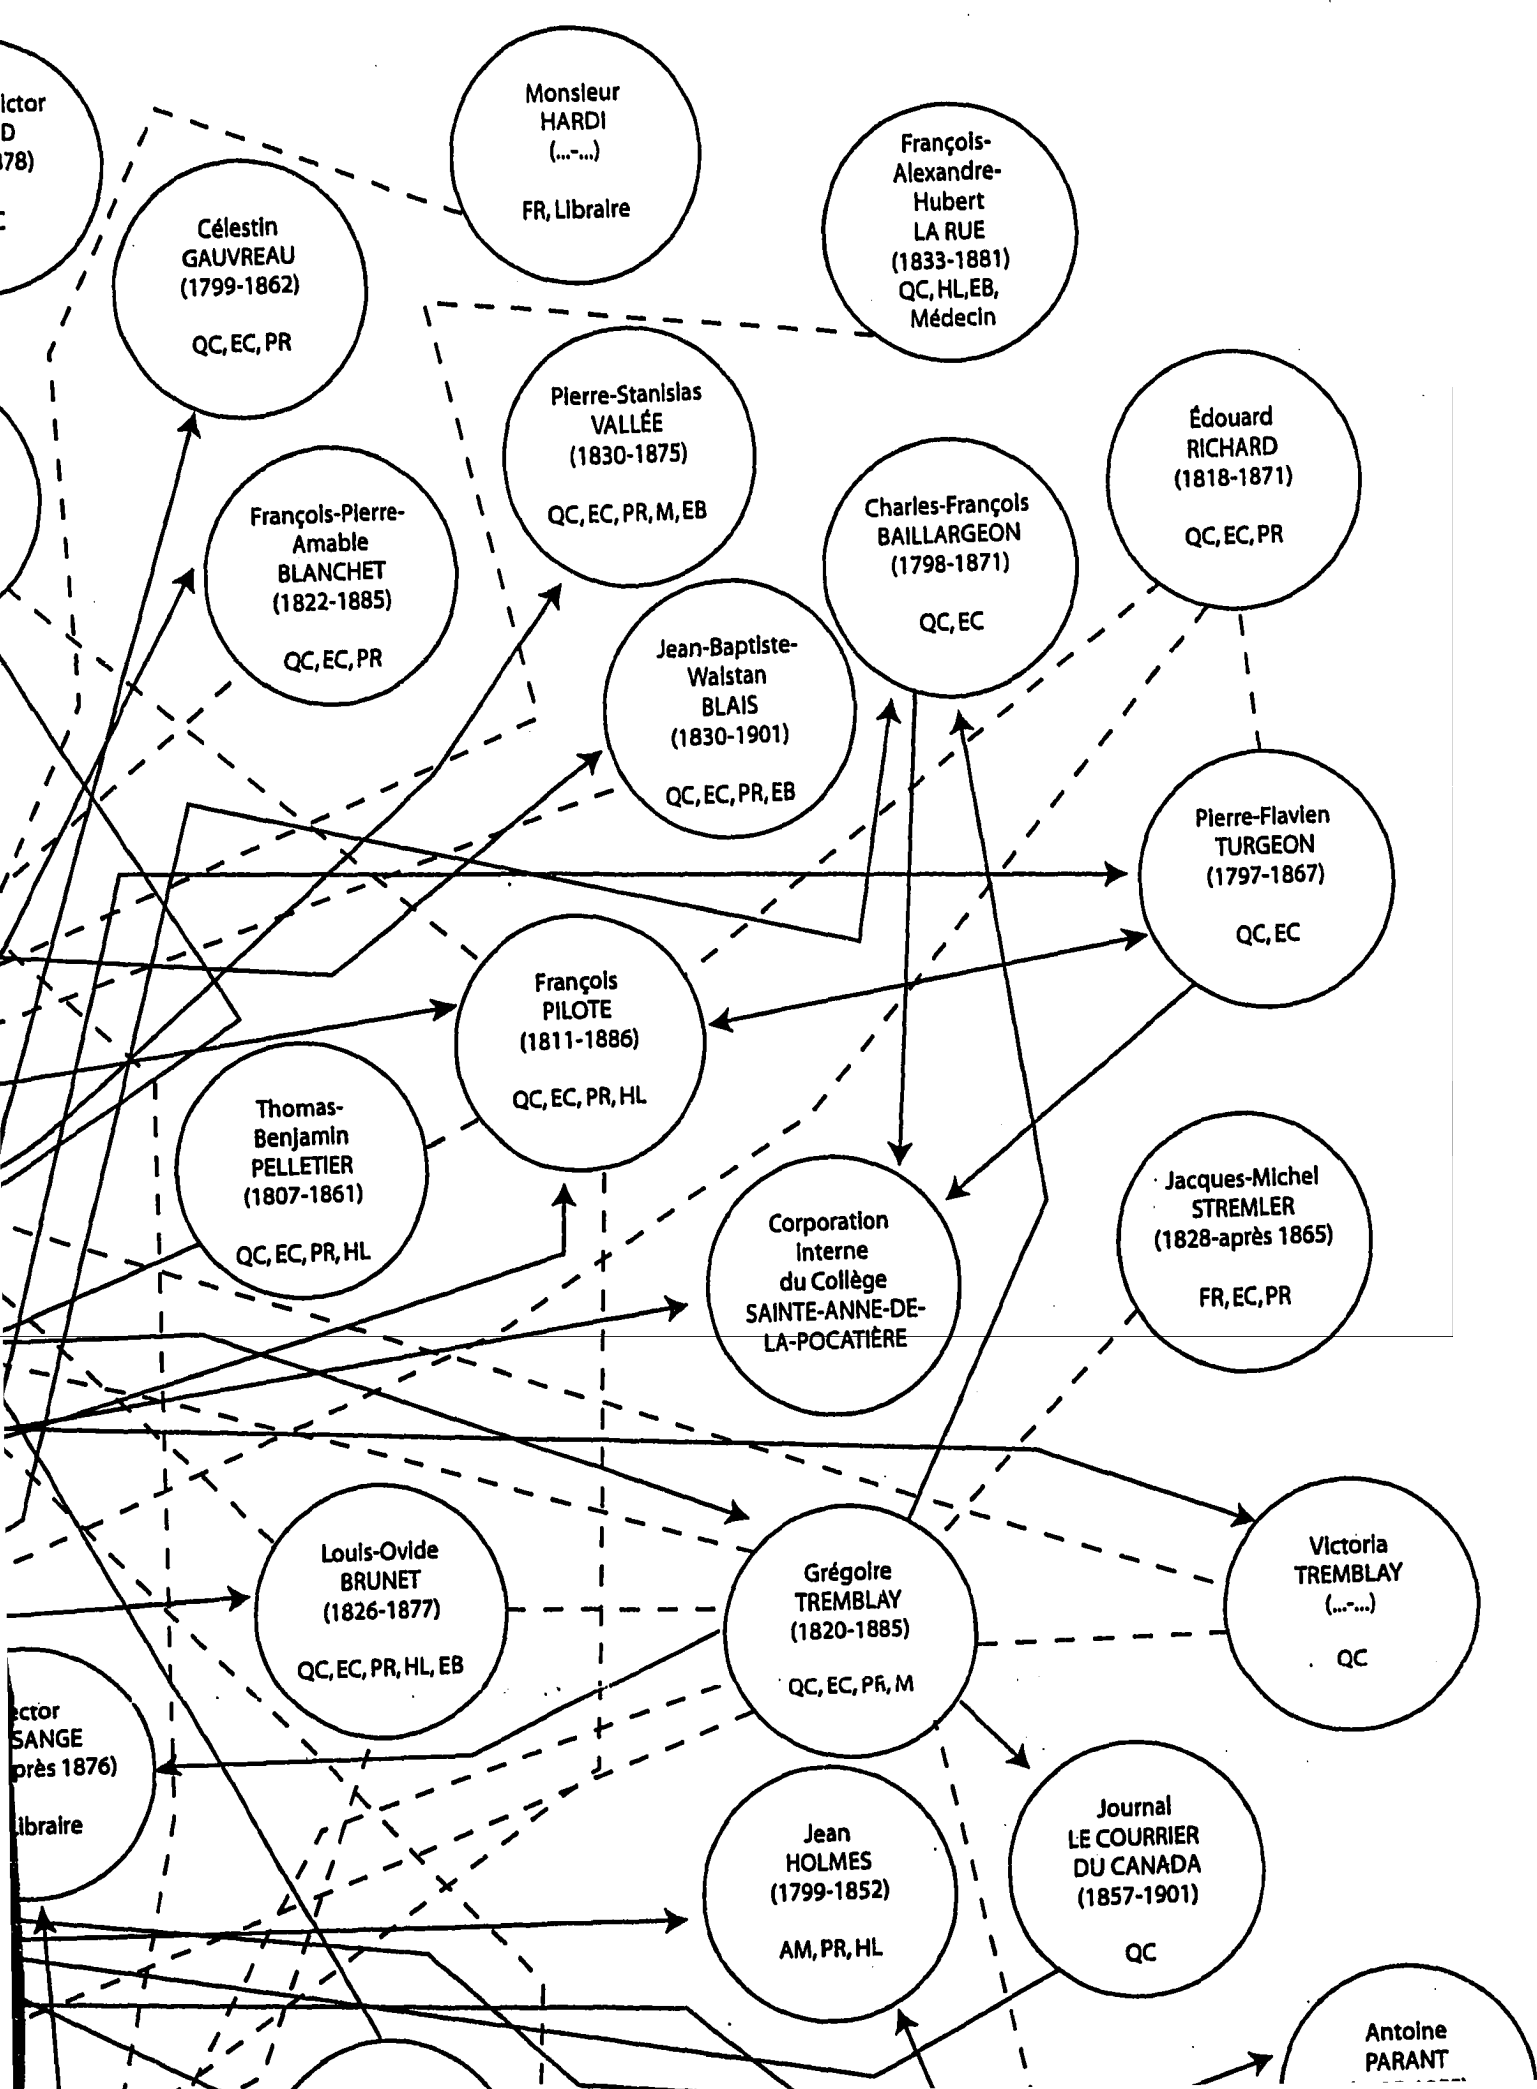 ictor
D
378)
Monsieur
HARDI
(...-...)
FR, Libraire
François-
Alexandre-
Hubert
LA RUE
(1833-1881)
QC, HL, EB,
Médecin
Célestin
GAUVREAU
(1799-1862)
QC, EC, PR
Pierre-Stanislas
VALLÉE
(1830-1875)
QC, EC, PR, M, EB
Édouard
RICHARD
(1818-1871)
QC, EC, PR
François-Pierre-
Amable
BLANCHET
(1822-1885)
QC, EC, PR
Charles-François
BAILLARGEON
(1798-1871)
QC, EC
Jean-Baptiste-
Walstan
BLAIS
(1830-1901)
QC, EC, PR, EB
Pierre-Flavien
TURGEON
(1797-1867)
QC, EC
François
PILOTE
(1811-1886)
QC, EC, PR, HL
Thomas-
Benjamin
PELLETIER
(1807-1861)
QC, EC, PR, HL
Corporation
Interne
du Collège
SAINTE-ANNE-DE-
LA-POCATIÈRE
Jacques-Michel
STREMLER
(1828-après 1865)
FR, EC, PR
Louis-Ovide
BRUNET
(1826-1877)
QC, EC, PR, HL, EB
Grégoire
TREMBLAY
(1820-1885)
QC, EC, PR, M
Victoria
TREMBLAY
(...-...)
QC
ector
SANGE
près 1876)
ibraire
Jean
HOLMES
(1799-1852)
AM, PR, HL
Journal
LE COURRIER
DU CANADA
(1857-1901)
QC
Antoine
PARANT